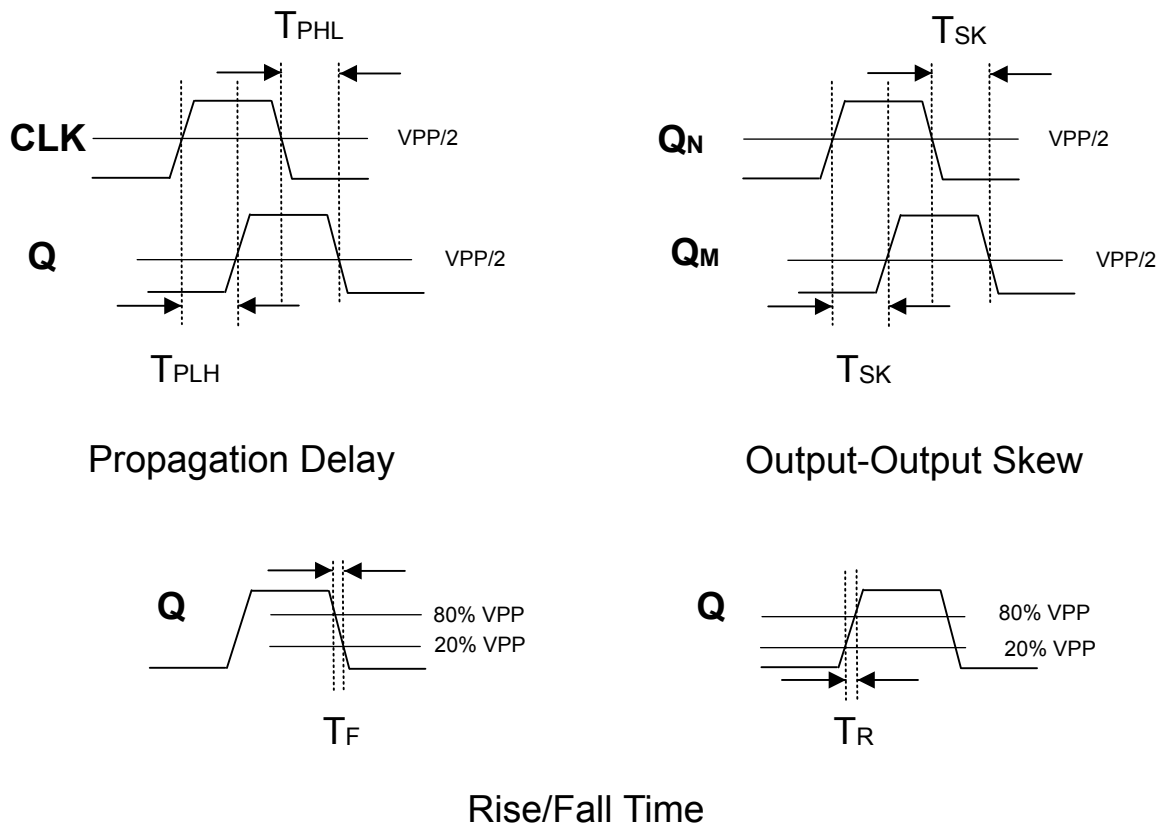 TPHL
CLK
VPP/2
Q
VPP/2
TPLH
Propagation Delay
TSK
QN
VPP/2
QM
VPP/2
TSK
Output-Output Skew
Q
80% VPP
20% VPP
TF
Q
80% VPP
20% VPP
TR
Rise/Fall Time